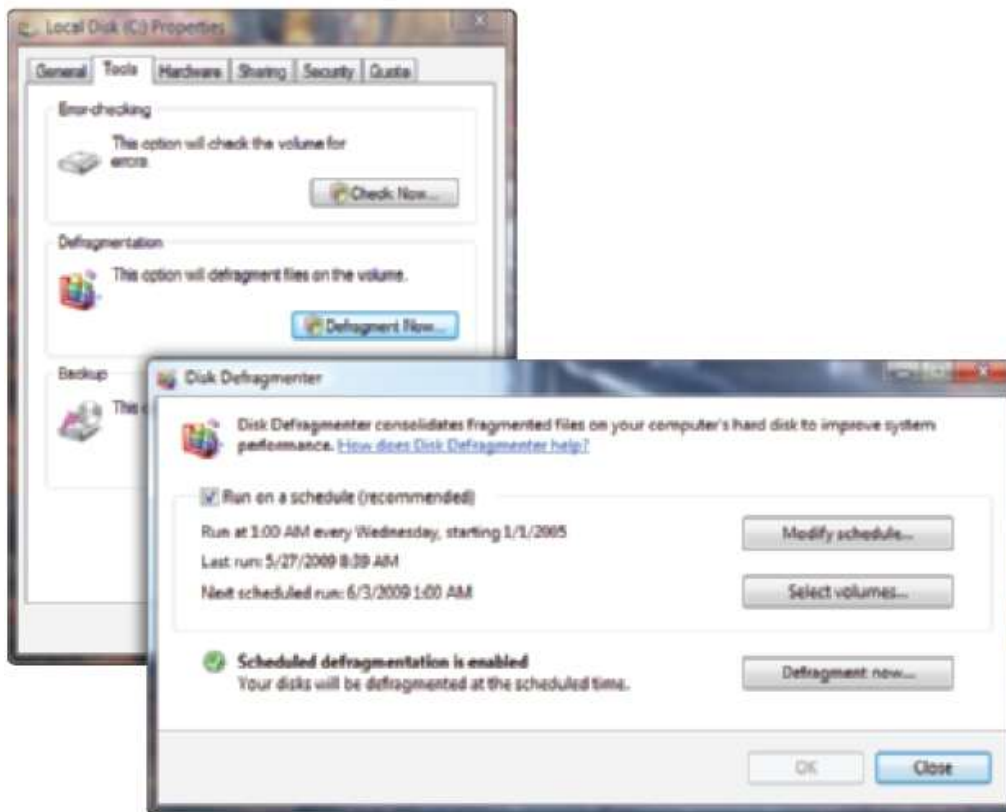 Local Disk (C:) Properties
General Tools Hardware Sharing Security Quota
Error-checking
This option will check the volume for
errors.
Check Now...
Defragmentation
This option will defragment files on the volume.
Defragment Now...
Backup
This
Disk Defragmenter
Disk Defragmenter consolidates fragmented files on your computer's hard disk to improve system
performance. How does Disk Defragmenter help?
Run on a schedule (recommended)
Run at 1:00 AM every Wednesday, starting 1/1/2005
Modify schedule...
Last run: 5/27/2009 8:39 AM
Next scheduled run: 6/3/2009 1:00 AM
Select volumes...
Scheduled defragmentation is enabled
Your disks will be defragmented at the scheduled time.
Defragment now...
OK Close